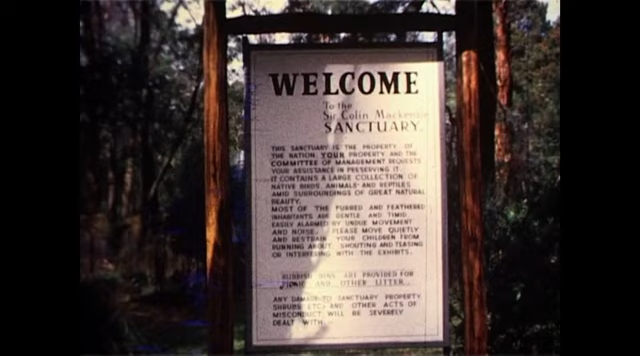 WELCOME
To the
Sir Colin Mackenzie
SANCTUARY.
THIS SANCTUARY IS THE PROPERTY OF
THE NATION, YOUR PROPERTY, AND THE
COMMITTEE OF MANAGEMENT REQUESTS
YOUR ASSISTANCE IN PRESERVING IT.
IT CONTAINS A LARGE COLLECTION OF
NATIVE BIRDS, ANIMALS AND REPTILES
AMID SURROUNDINGS OF GREAT NATURAL
BEAUTY.
MOST OF THE FURRED AND FEATHERED
INHABITANTS ARE GENTLE AND TIMID,
EASILY ALARMED BY UNDUE MOVEMENT
AND NOISE. PLEASE MOVE QUIETLY
AND RESTRAIN YOUR CHILDREN FROM
RUNNING ABOUT, SHOUTING AND TEASING
OR INTERFERING WITH THE EXHIBITS.
RUBBISH BINS ARE PROVIDED FOR
PICNIC AND OTHER LITTER.
ANY DAMAGE TO SANCTUARY PROPERTY
SHRUBS ETC. AND OTHER ACTS OF
MISCONDUCT WILL BE SEVERELY
DEALT WITH.